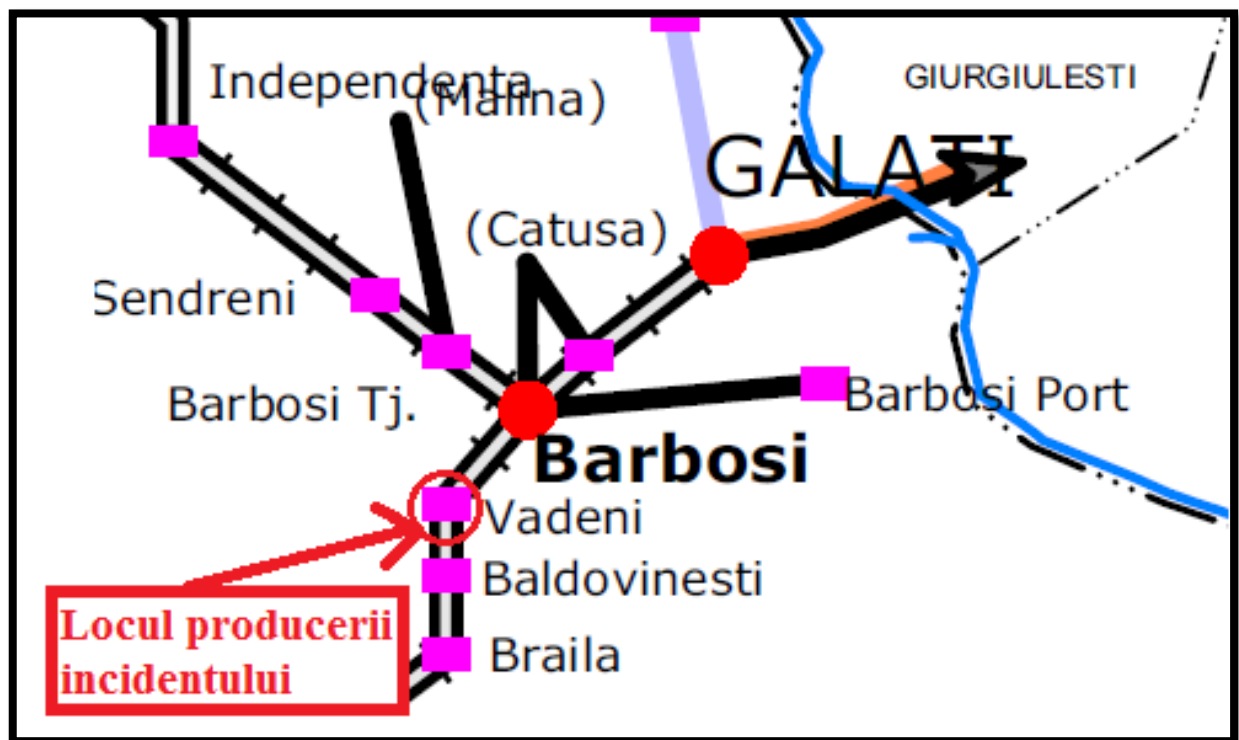 Independenta
(Malina)
GIURGIULESTI
GALATI
(Catusa)
Sendreni
Barbosi Tj.
Barbosi Port
Barbosi
Vadeni
Baldovinesti
Braila
Locul producerii
incidentului